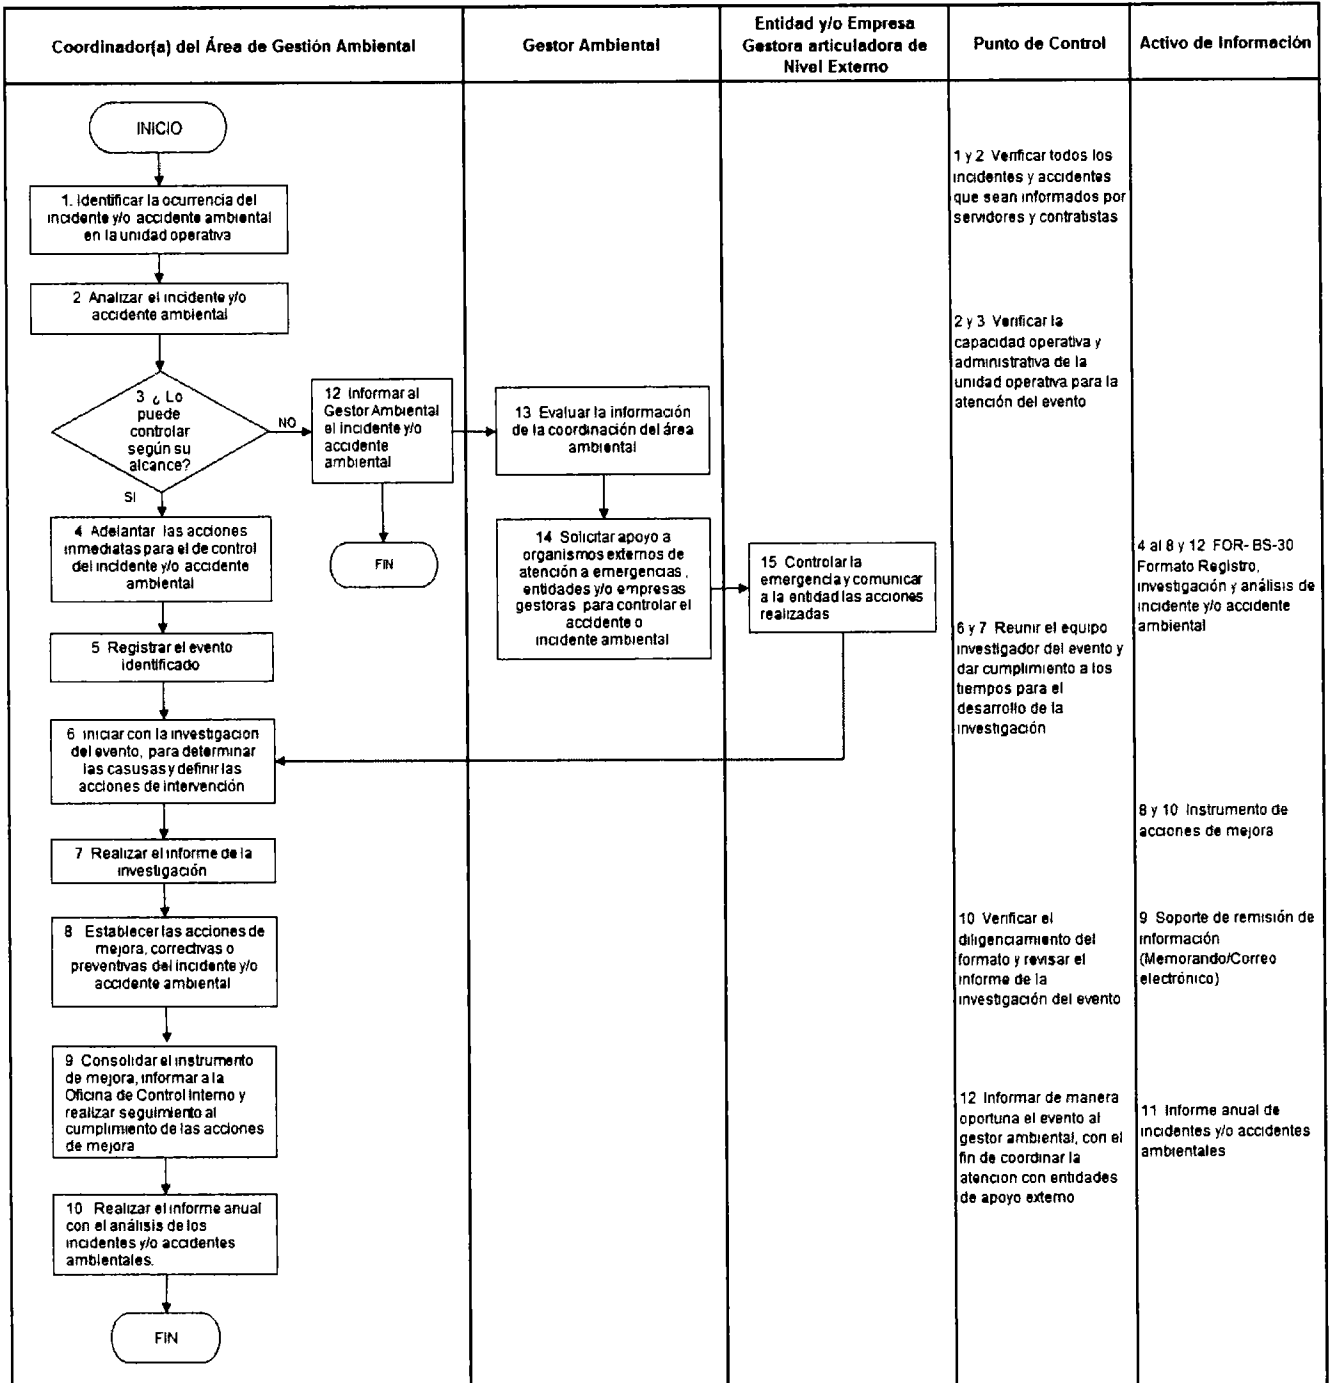 Coordinador(a) del Área de Gestión Ambiental
Gestor Ambiental
Entidad y/o Empresa
Gestora articuladora de
Nivel Externo
Punto de Control
Activo de Información
INICIO
1. Identificar la ocurrencia del
incidente y/o accidente ambiental
en la unidad operativa
2 Analizar el incidente y/o
accidente ambiental
3 ¿ Lo
puede
controlar
según su
alcance?
NO
SI
12 Informar al
Gestor Ambiental
el incidente y/o
accidente
ambiental
FIN
4 Adelantar las acciones
inmediatas para el de control
del incidente y/o accidente
ambiental
5 Registrar el evento
identificado
6 iniciar con la investigacion
del evento, para determinar
las casusas y definir las
acciones de intervención
7 Realizar el informe de la
investigación
8 Establecer las acciones de
mejora, correctivas o
preventivas del incidente y/o
accidente ambiental
9 Consolidar el instrumento
de mejora, informar a la
Oficina de Control Interno y
realizar seguimiento al
cumplimiento de las acciones
de mejora
10 Realizar el informe anual
con el análisis de los
incidentes y/o accidentes
ambientales.
FIN
13 Evaluar la información
de la coordinación del área
ambiental
14 Solicitar apoyo a
organismos externos de
atención a emergencias ,
entidades y/o empresas
gestoras para controlar el
accidente o
incidente ambiental
15 Controlar la
emergencia y comunicar
a la entidad las acciones
realizadas
1 y 2 Verificar todos los
incidentes y accidentes
que sean informados por
servidores y contratistas
2 y 3 Verificar la
capacidad operativa y
administrativa de la
unidad operativa para la
atención del evento
6 y 7 Reunir el equipo
investigador del evento y
dar cumplimiento a los
tiempos para el
desarrollo de la
investigación
10 Verificar el
diligenciamiento del
formato y revisar el
informe de la
investigación del evento
12 Informar de manera
oportuna el evento al
gestor ambiental, con el
fin de coordinar la
atencion con entidades
de apoyo externo
4 al 8 y 12 FOR- BS-30
Formato Registro,
investigación y análisis de
incidente y/o accidente
ambiental
8 y 10 Instrumento de
acciones de mejora
9 Soporte de remisión de
información
(Memorando/Correo
electrónico)
11 Informe anual de
incidentes y/o accidentes
ambientales